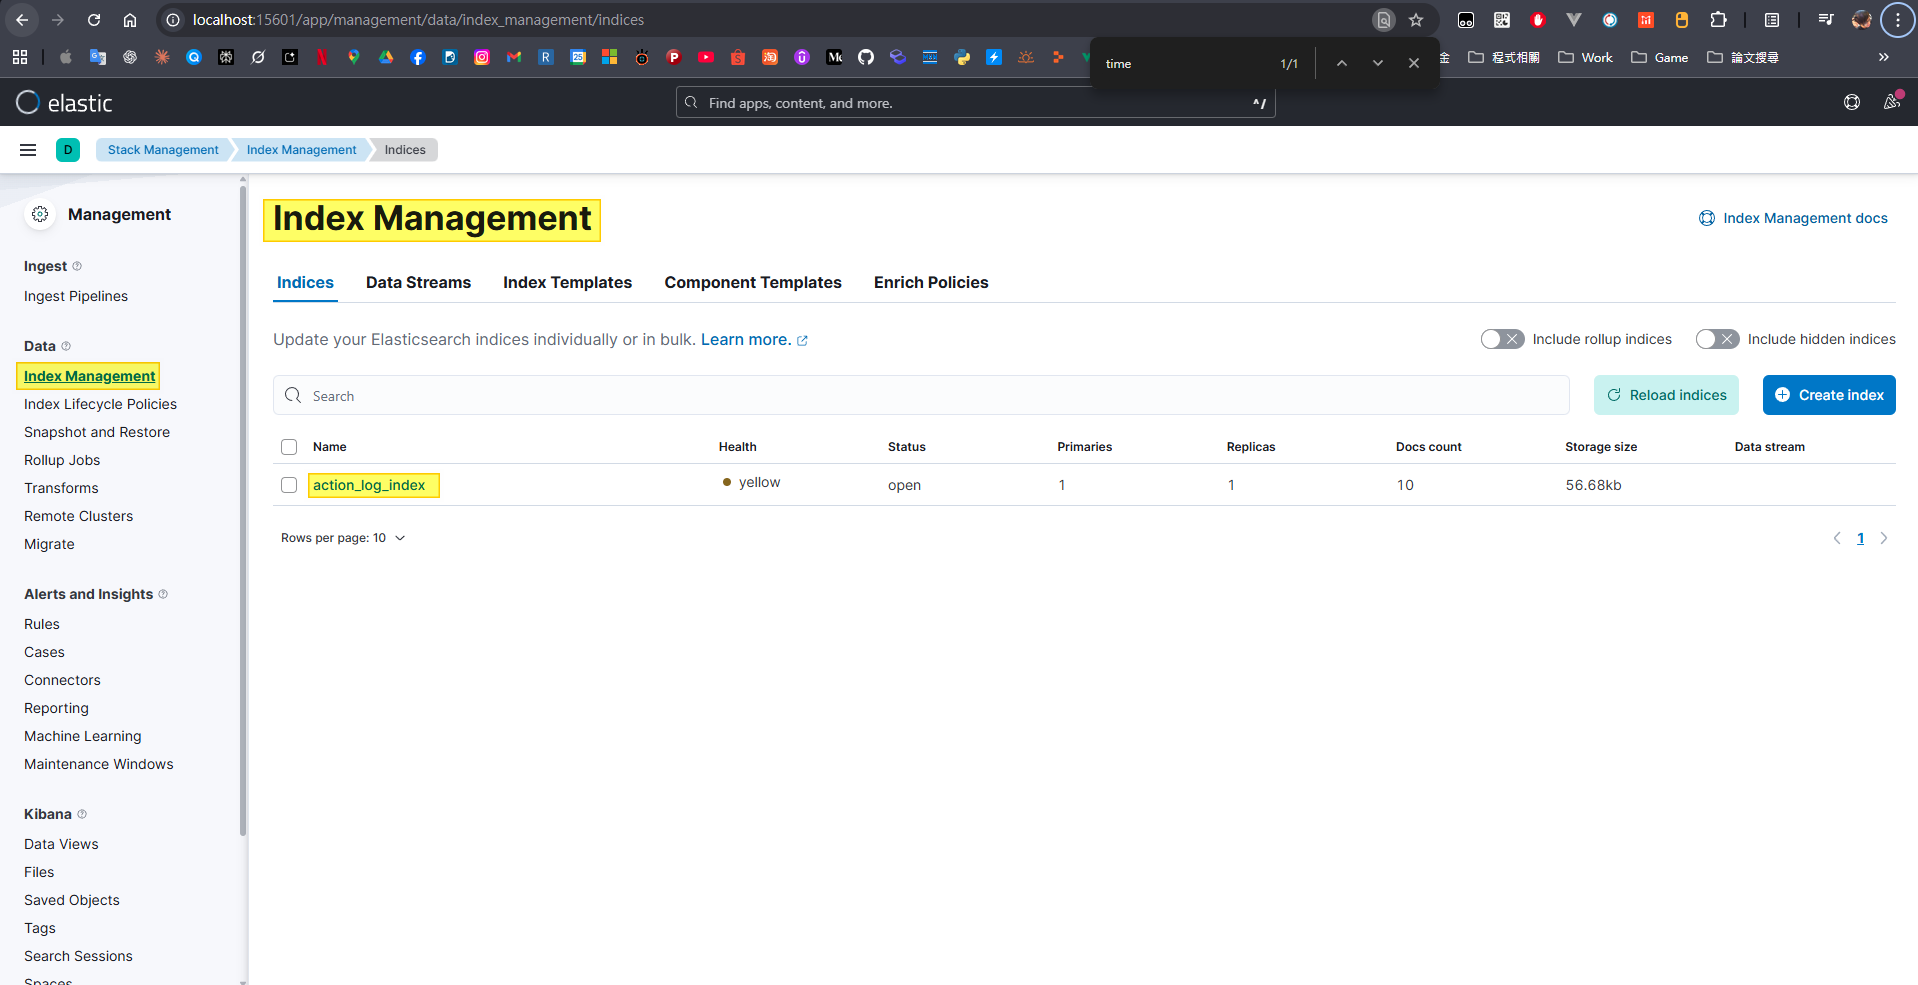 localhost:15601/app/management/data/index_management/indices
time 1/1
程式相關
Work
Game
論文搜尋
elastic
Find apps, content, and more.
^/
D
Stack Management
Index Management
Indices
Management
Ingest
Ingest Pipelines
Data
Index Management
Index Lifecycle Policies
Snapshot and Restore
Rollup Jobs
Transforms
Remote Clusters
Migrate
Alerts and Insights
Rules
Cases
Connectors
Reporting
Machine Learning
Maintenance Windows
Kibana
Data Views
Files
Saved Objects
Tags
Search Sessions
Spaces
Index Management
Index Management docs
Indices Data Streams Index Templates Component Templates Enrich Policies
Update your Elasticsearch indices individually or in bulk. Learn more.
Include rollup indices
Include hidden indices
Search
Reload indices
Create index
Name Health Status Primaries Replicas Docs count Storage size Data stream
action_log_index yellow open 1 1 10 56.68kb
Rows per page: 10
1